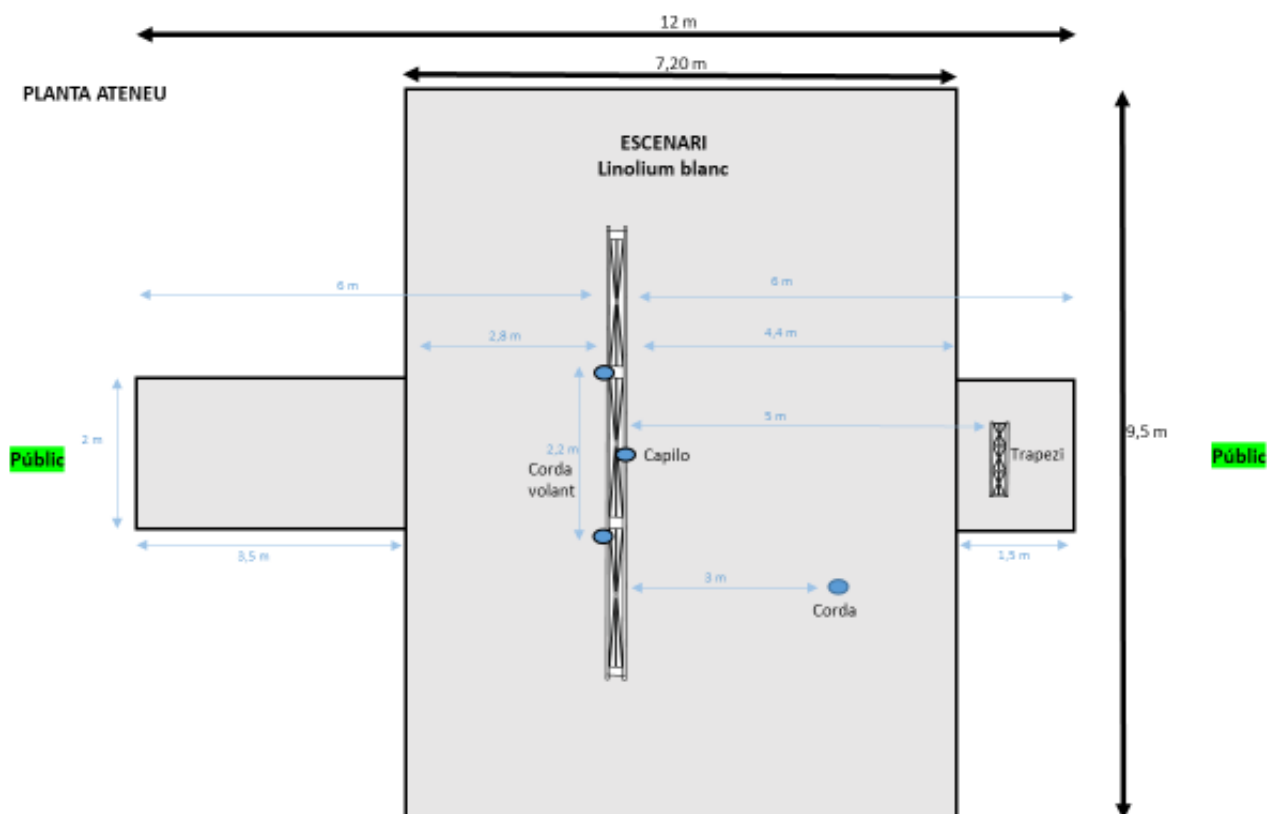 12 m
7,20 m
PLANTA ATENEU
ESCENARI
Linolium blanc
6 m
6 m
2,8 m
4,4 m
5 m
9,5 m
2 m
Públic
2,2 m
Corda
volant
Capilo
Trapezi
Públic
3,5 m
1,5 m
3 m
Corda